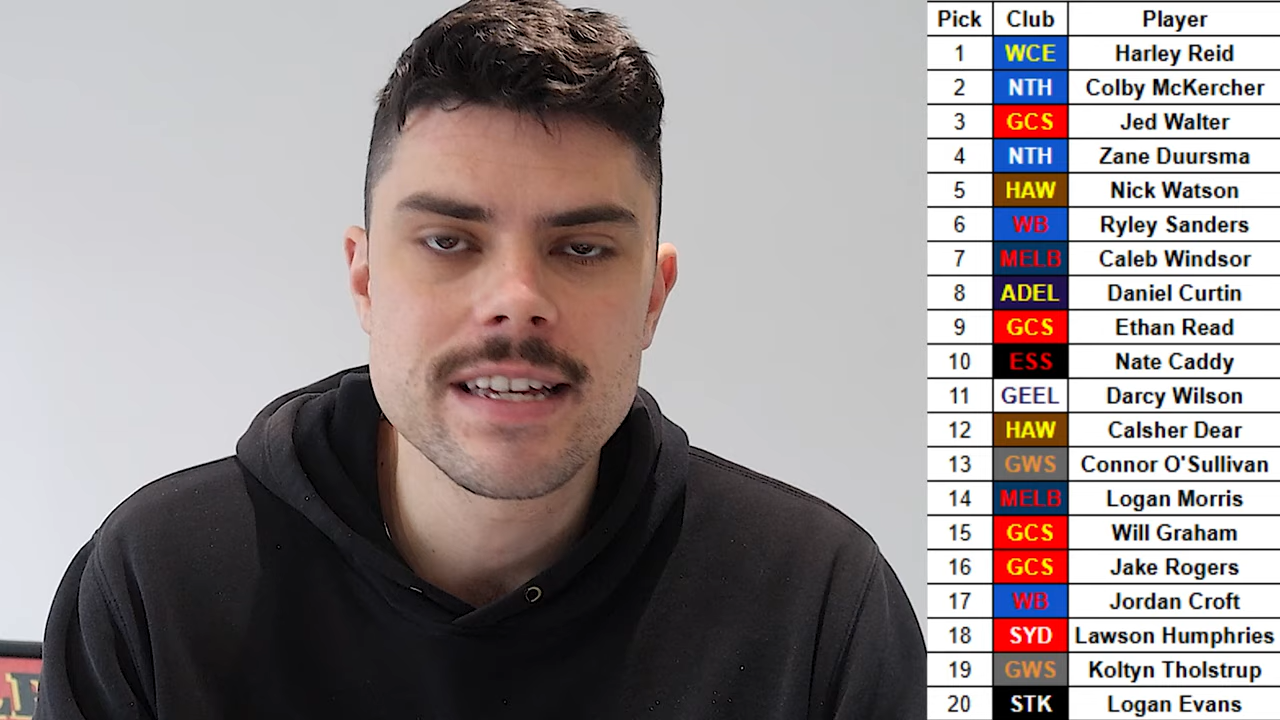 Pick Club Player
1 WCE Harley Reid
2 NTH Colby McKercher
3 GCS Jed Walter
4 NTH Zane Duursma
5 HAW Nick Watson
6 WB Ryley Sanders
7 MELB Caleb Windsor
8 ADEL Daniel Curtin
9 GCS Ethan Read
10 ESS Nate Caddy
11 GEEL Darcy Wilson
12 HAW Calsher Dear
13 GWS Connor O'Sullivan
14 MELB Logan Morris
15 GCS Will Graham
16 GCS Jake Rogers
17 WB Jordan Croft
18 SYD Lawson Humphries
19 GWS Koltyn Tholstrup
20 STK Logan Evans